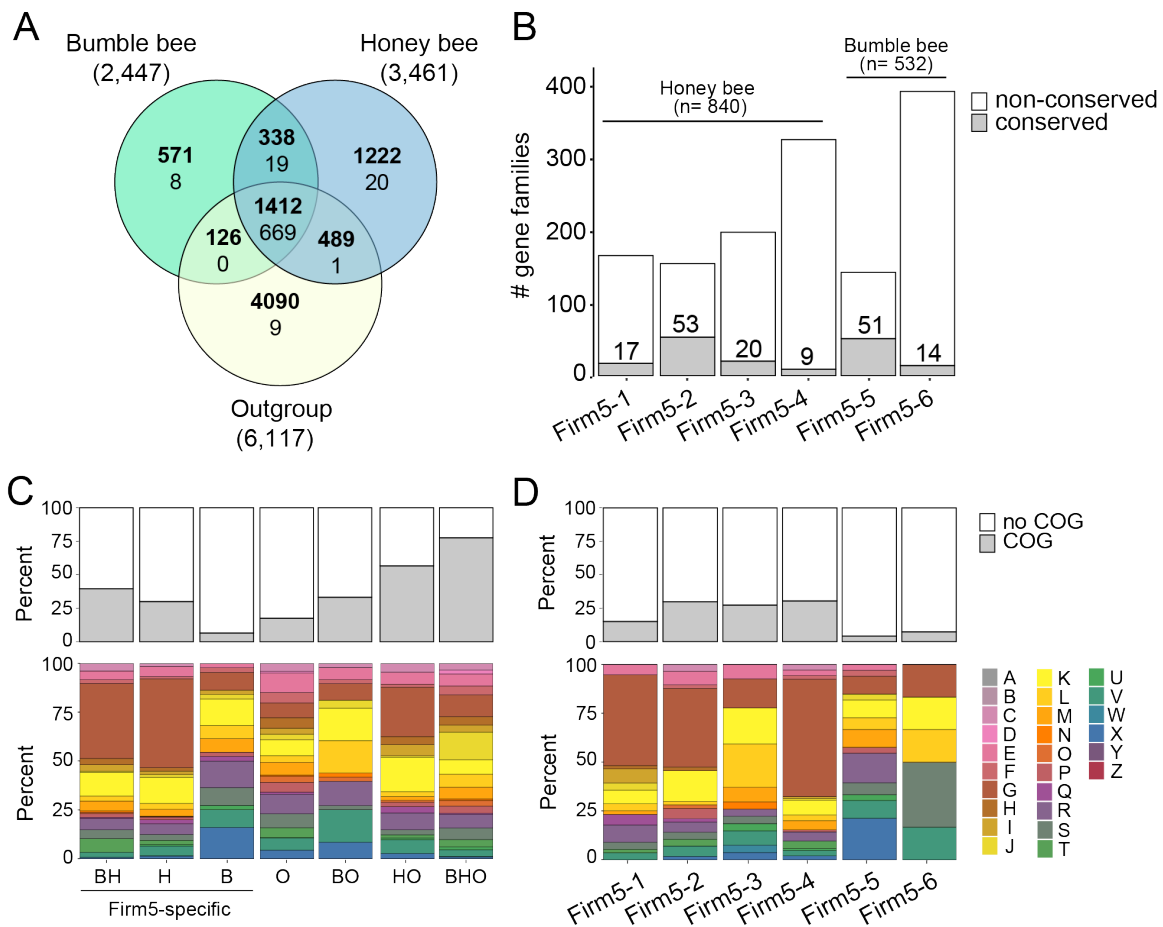 A
Bumble bee
(2,447)
Honey bee
(3,461)
338
19
571
8
1222
20
1412
669
126
0
489
1
4090
9
Outgroup
(6,117)
B
# gene families
400
300
200
100
0
Honey bee
(n= 840)
Bumble bee
(n= 532)
non-conserved
conserved
17
53
20
9
51
14
Firm5-1
Firm5-2
Firm5-3
Firm5-4
Firm5-5
Firm5-6
C
Percent
100
75
50
25
0
Percent
100
75
50
25
0
BH
H
B
O
BO
HO
BHO
Firm5-specific
D
Percent
100
75
50
25
0
no COG
COG
Percent
100
75
50
25
0
Firm5-1
Firm5-2
Firm5-3
Firm5-4
Firm5-5
Firm5-6
A
B
C
D
E
F
G
H
I
J
K
L
M
N
O
P
Q
R
S
T
U
V
W
X
Y
Z